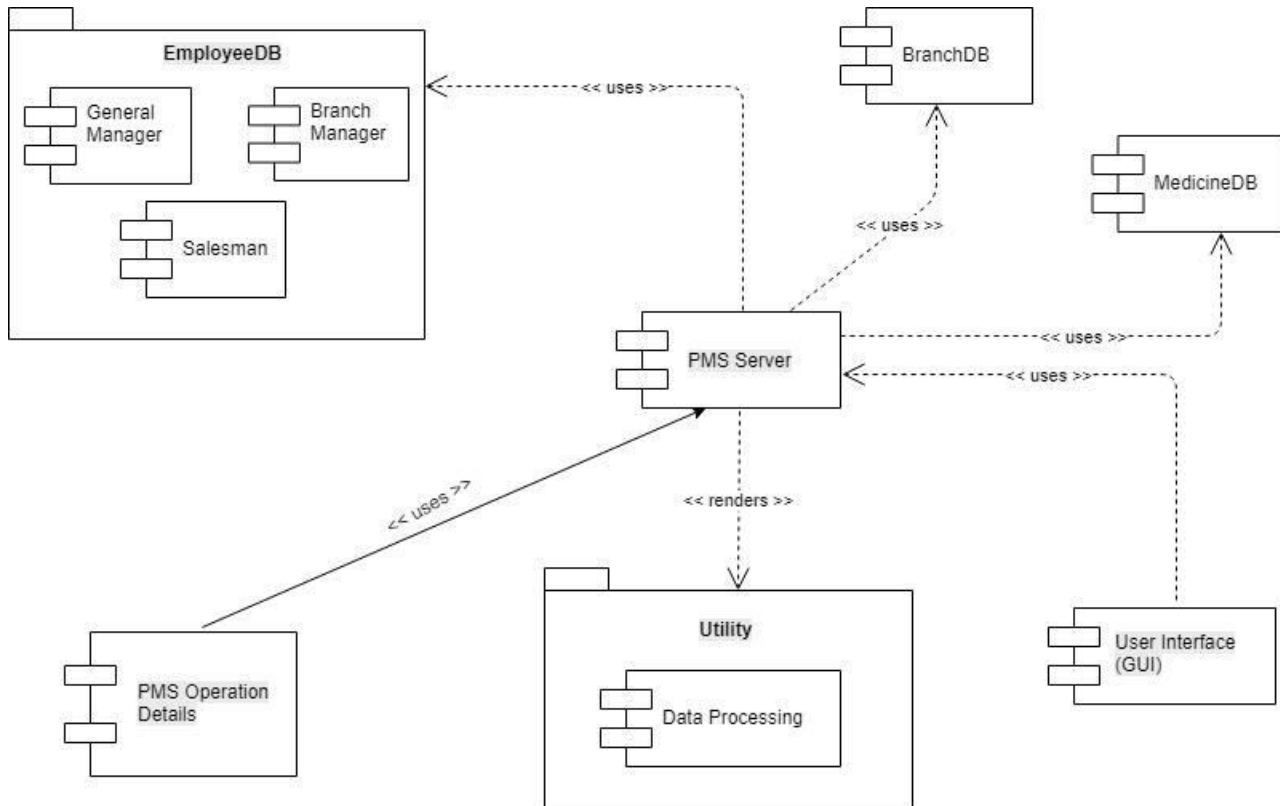 EmployeeDB
General
Manager
Branch
Manager
Salesman
<< uses >>
BranchDB
MedicineDB
<< uses >>
<< uses >>
PMS Server
<< uses >>
<< uses >>
<< renders >>
PMS Operation
Details
Utility
Data Processing
User Interface
(GUI)